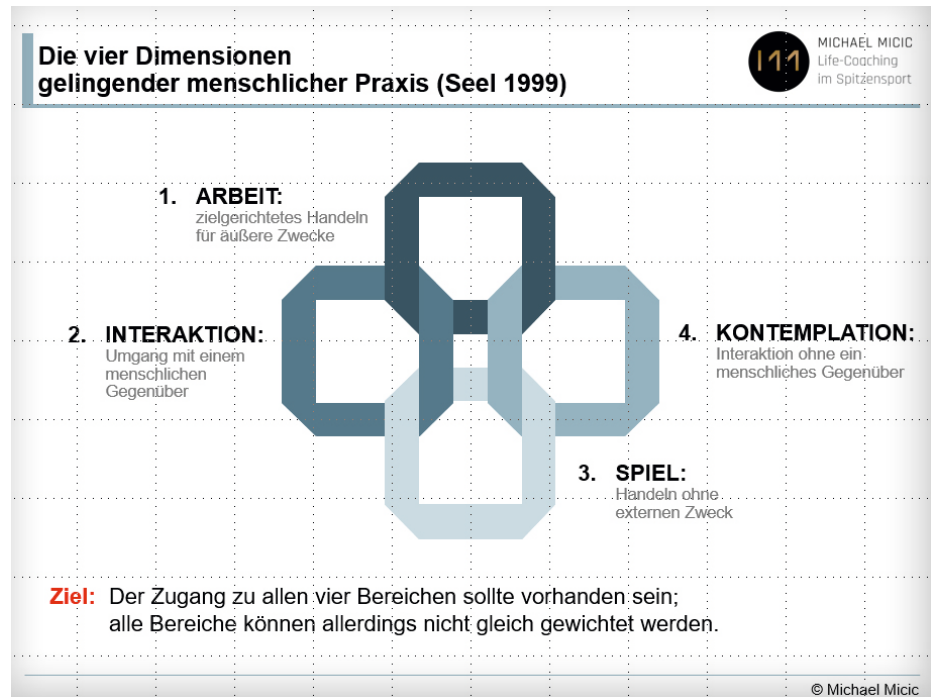 Die vier Dimensionen
gelingender menschlicher Praxis (Seel 1999)
MICHAEL MICIC
Life-Coaching
im Spitzensport
1. ARBEIT:
zielgerichtetes Handeln
für äußere Zwecke
2. INTERAKTION:
Umgang mit einem
menschlichen
Gegenüber
4. KONTEMPLATION:
Interaktion ohne ein
menschliches Gegenüber
3. SPIEL:
Handeln ohne
externen Zweck
Ziel: Der Zugang zu allen vier Bereichen sollte vorhanden sein;
alle Bereiche können allerdings nicht gleich gewichtet werden.
© Michael Micic